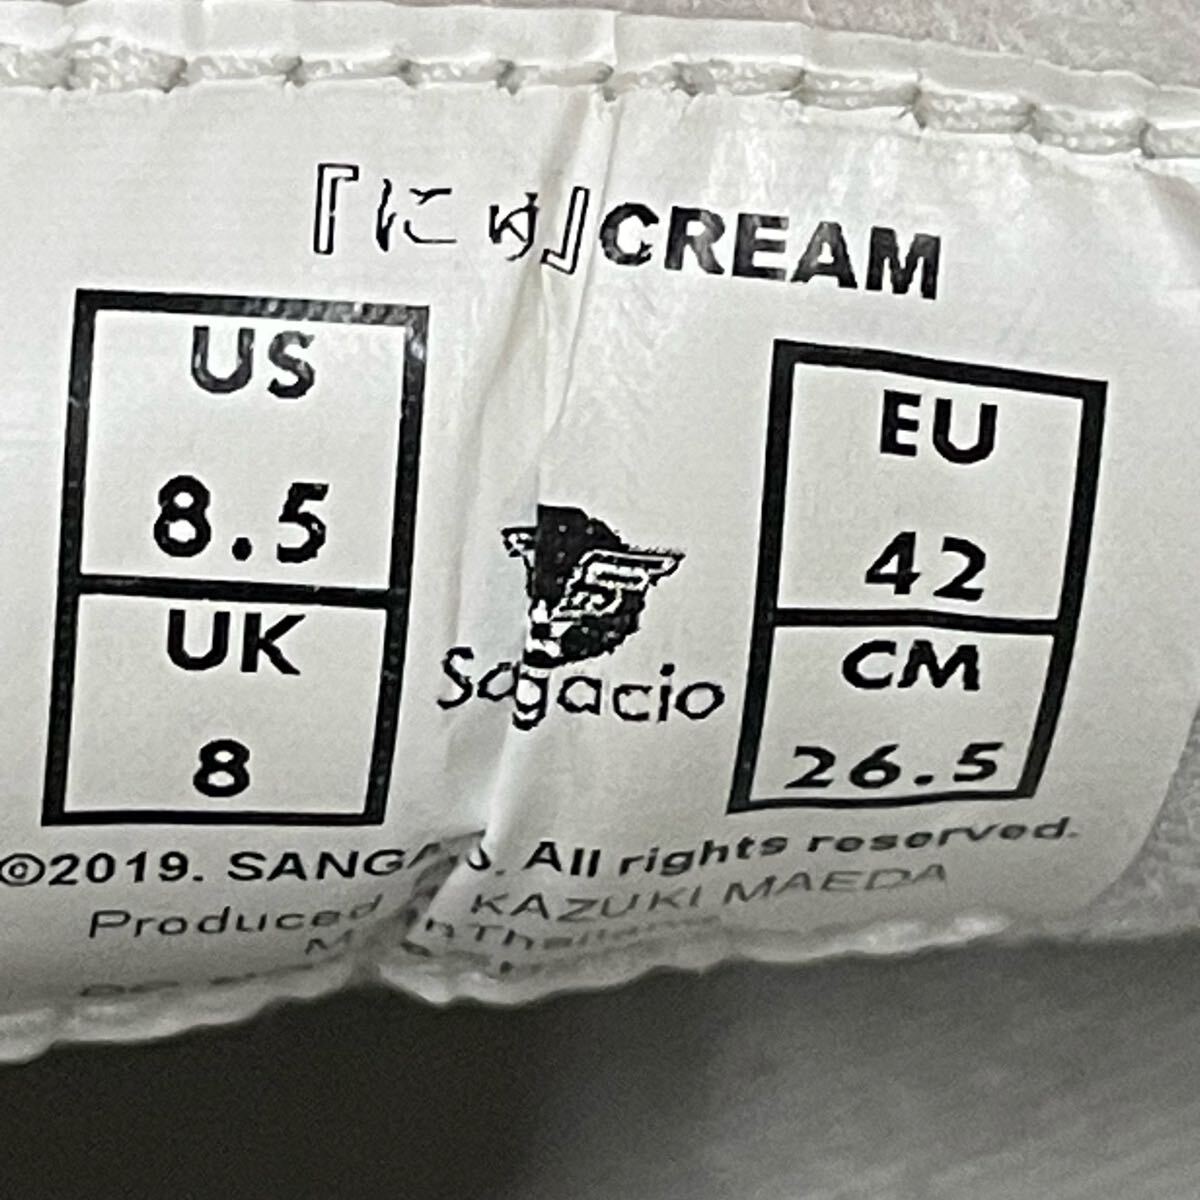 『にゅ』CREAM
US
8.5
UK
8
Sagacio
EU
42
CM
26.5
©2019. All rights reserved.
Produced KAZUKI MAEDA